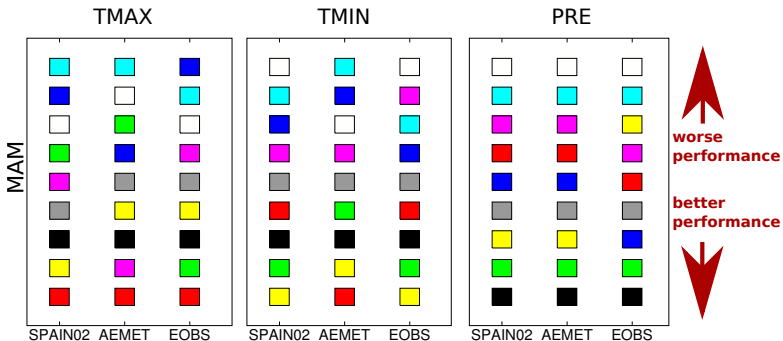 TMAX TMIN PRE
MAM
worse
performance
better
performance
SPAIN02 AEMET EOBS SPAIN02 AEMET EOBS SPAIN02 AEMET EOBS